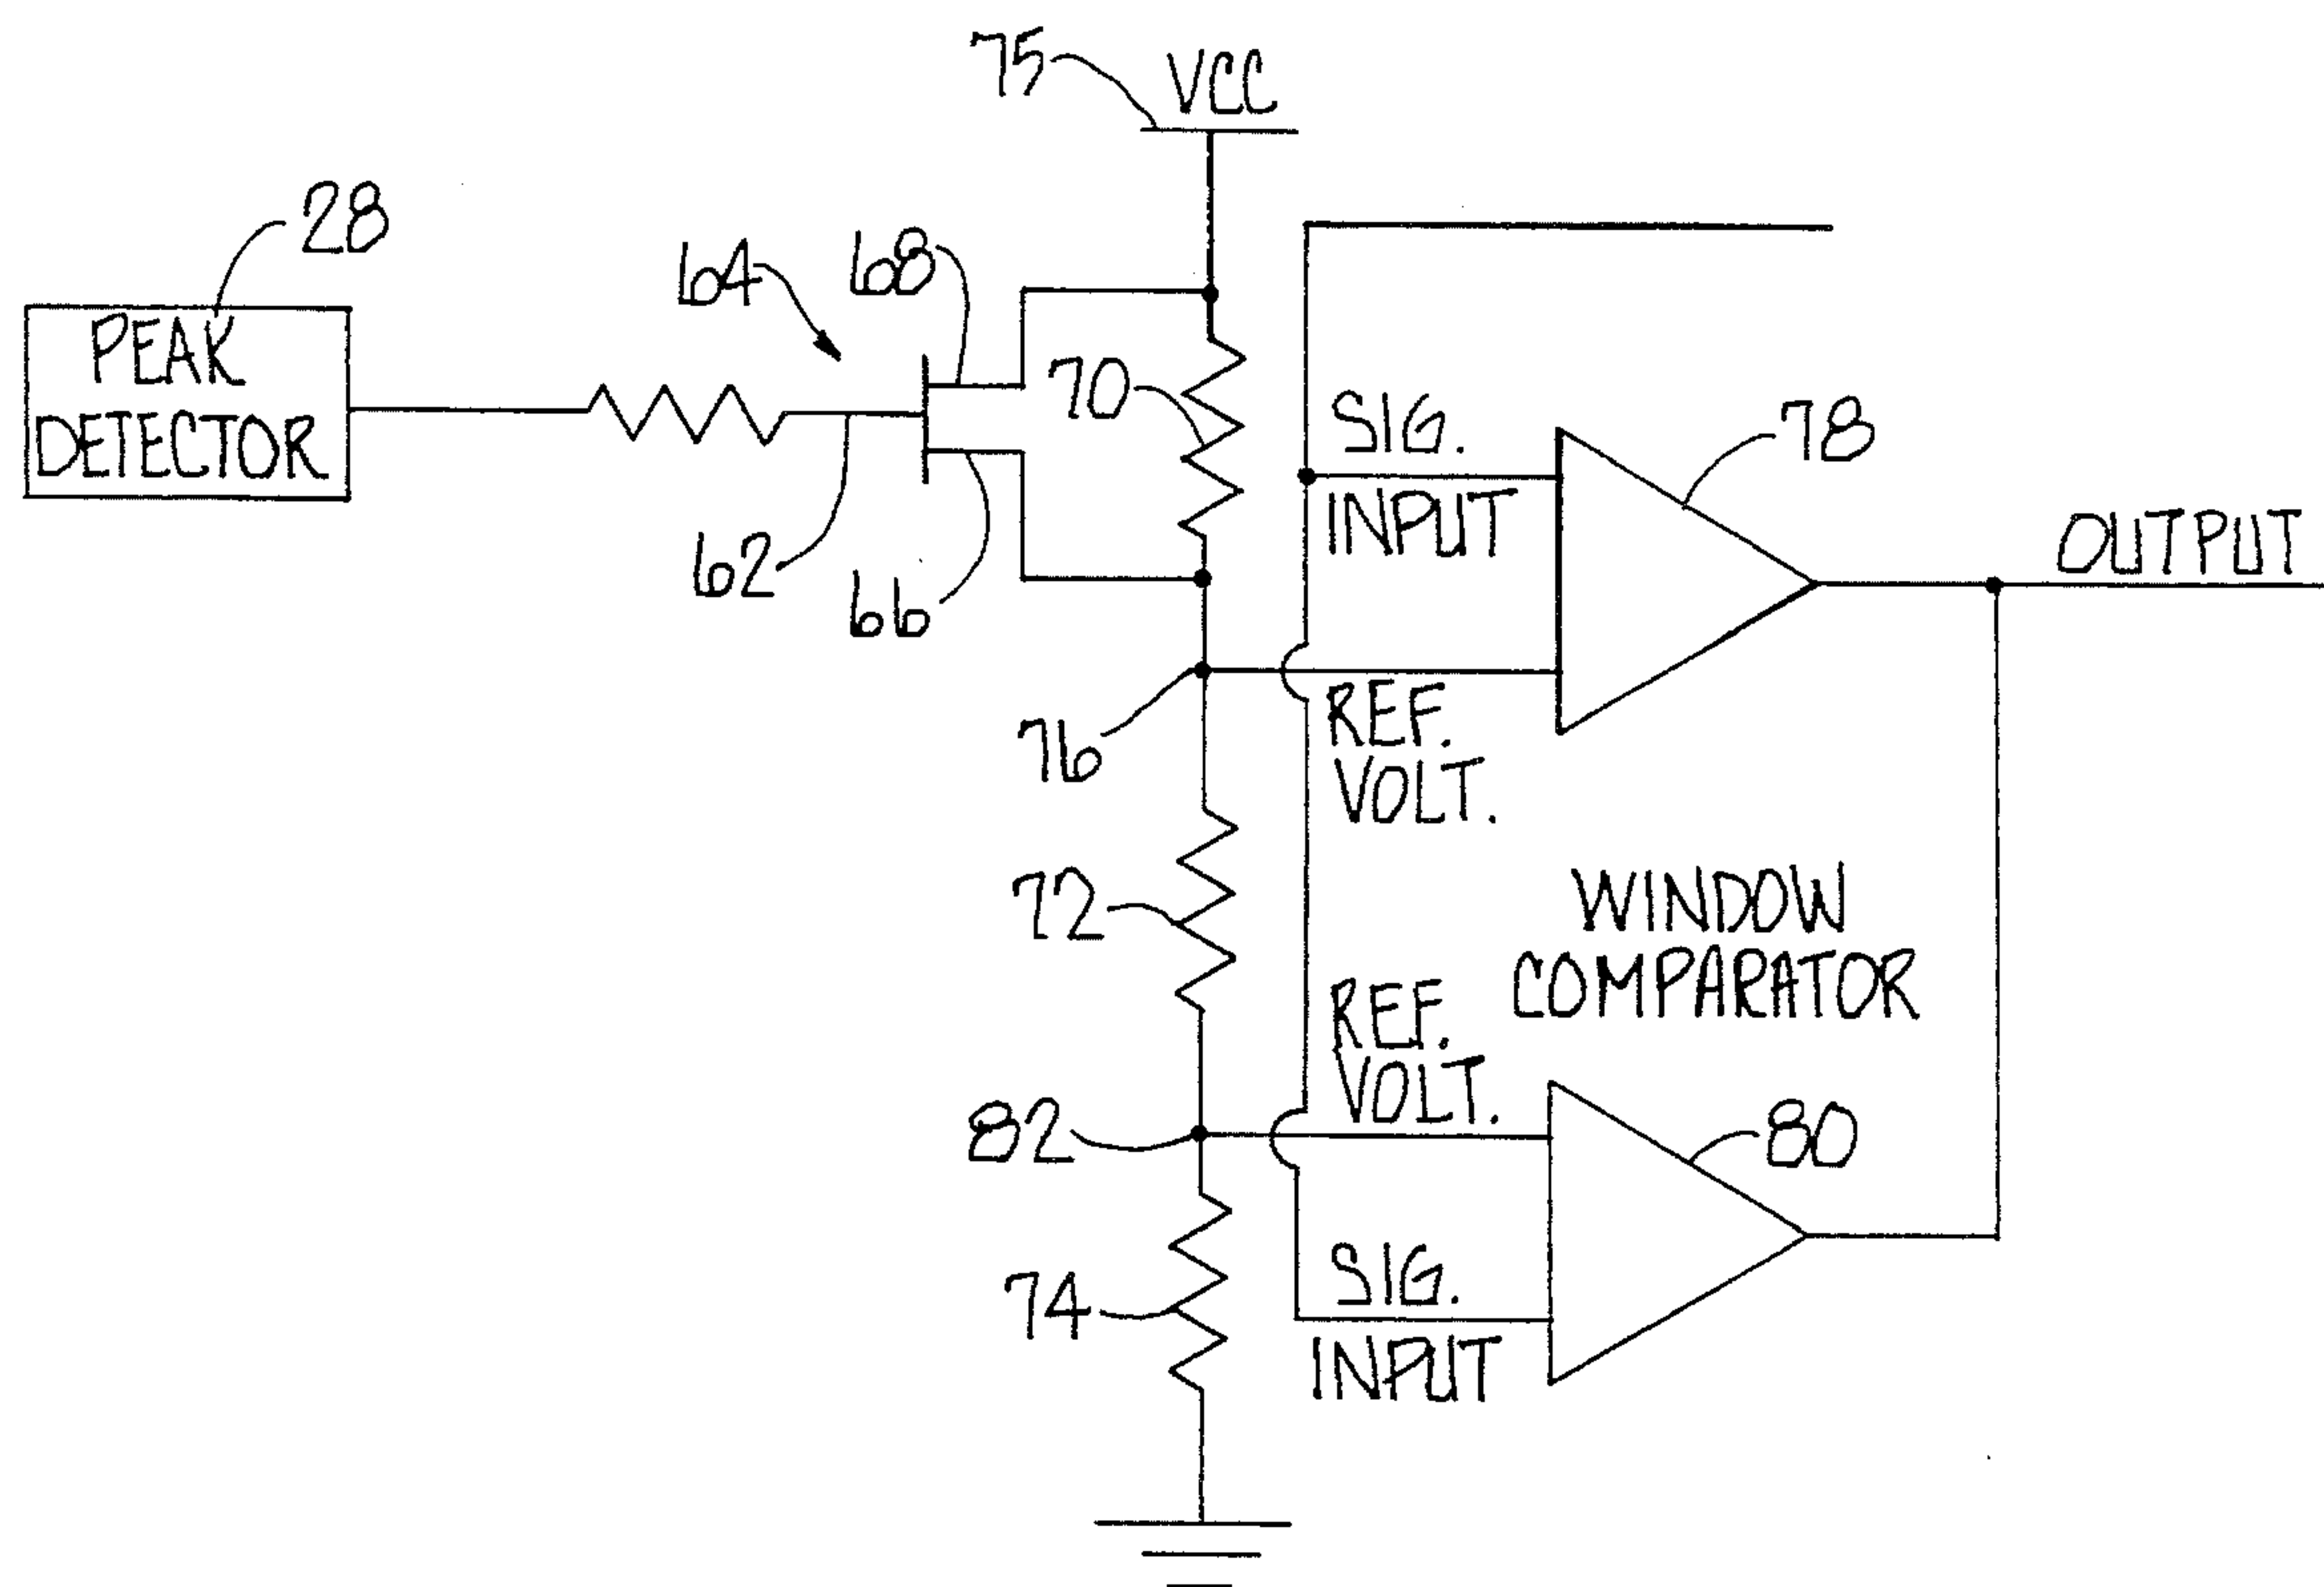 75
VCC
28
64
68
PEAK
DETECTOR
70
SIG.
INPUT
78
62
66
OUTPUT
76
REF.
VOLT.
72
WINDOW
COMPARATOR
REF.
VOLT.
82
80
74
SIG.
INPUT